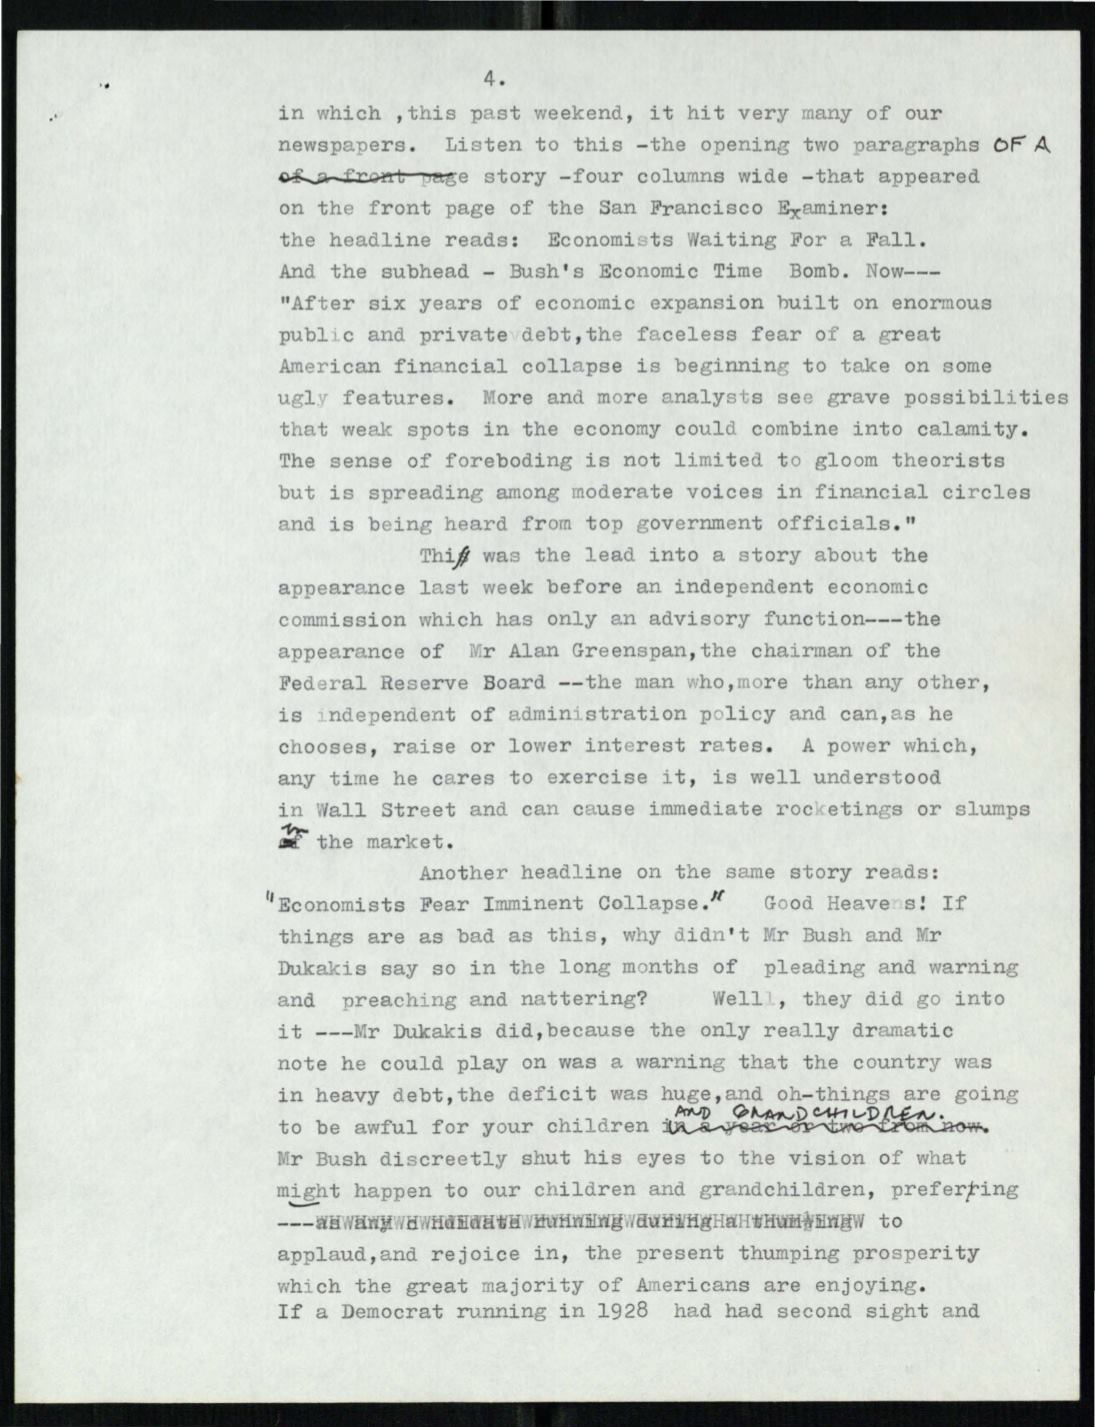 4.
in which ,this past weekend, it hit very many of our
newspapers. Listen to this -the opening two paragraphs OF A
of a front page story -four columns wide -that appeared
on the front page of the San Francisco Examiner:
the headline reads: Economists Waiting For a Fall.
And the subhead - Bush's Economic Time Bomb. Now---
"After six years of economic expansion built on enormous
public and private debt,the faceless fear of a great
American financial collapse is beginning to take on some
ugly features. More and more analysts see grave possibilities
that weak spots in the economy could combine into calamity.
The sense of foreboding is not limited to gloom theorists
but is spreading among moderate voices in financial circles
and is being heard from top government officials."
This was the lead into a story about the
appearance last week before an independent economic
commission which has only an advisory function---the
appearance of Mr Alan Greenspan,the chairman of the
Federal Reserve Board --the man who,more than any other,
is independent of administration policy and can,as he
chooses, raise or lower interest rates. A power which,
any time he cares to exercise it, is well understood
in Wall Street and can cause immediate rocketings or slumps
in the market.
Another headline on the same story reads:
"Economists Fear Imminent Collapse." Good Heavens! If
things are as bad as this, why didn't Mr Bush and Mr
Dukakis say so in the long months of pleading and warning
and preaching and nattering? Well, they did go into
it ---Mr Dukakis did,because the only really dramatic
note he could play on was a warning that the country was
in heavy debt,the deficit was huge,and oh-things are going
AND GRANDCHILDREN.
to be awful for your children in a year or two from now.
Mr Bush discreetly shut his eyes to the vision of what
might happen to our children and grandchildren, preferring
---as any candidate running during a to
applaud,and rejoice in, the present thumping prosperity
which the great majority of Americans are enjoying.
If a Democrat running in 1928 had had second sight and